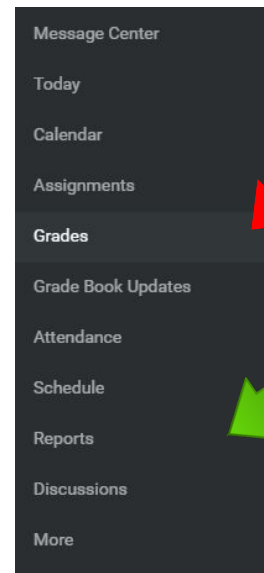 Message Center
Today
Calendar
Assignments
Grades
Grade Book Updates
Attendance
Schedule
Reports
Discussions
More